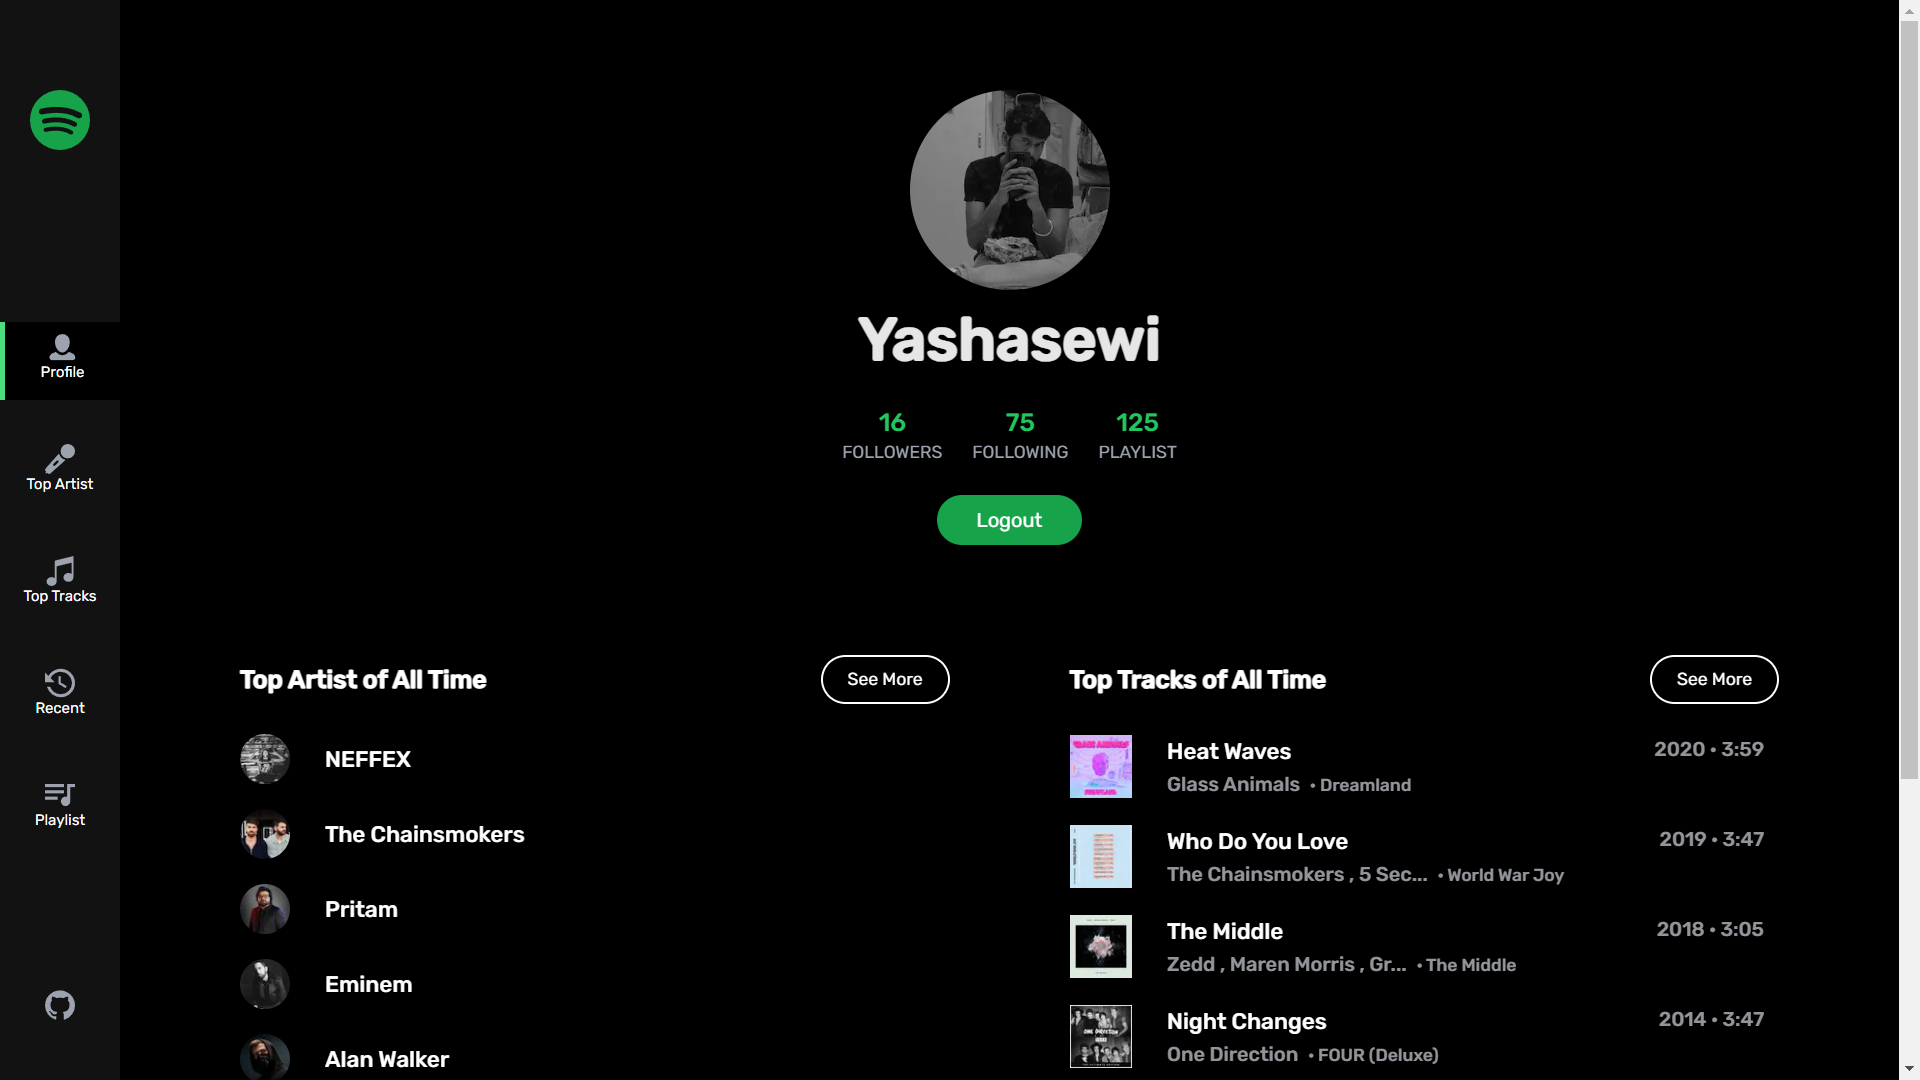 Profile
Top Artist
Top Tracks
Recent
Playlist
Yashasewi
16 75 125
FOLLOWERS FOLLOWING PLAYLIST
Logout
Top Artist of All Time See More
NEFFEX
The Chainsmokers
Pritam
Eminem
Alan Walker
Top Tracks of All Time See More
Heat Waves 2020 • 3:59
Glass Animals • Dreamland
Who Do You Love 2019 • 3:47
The Chainsmokers , 5 Sec... • World War Joy
The Middle 2018 • 3:05
Zedd , Maren Morris , Gr... • The Middle
Night Changes 2014 • 3:47
One Direction • FOUR (Deluxe)